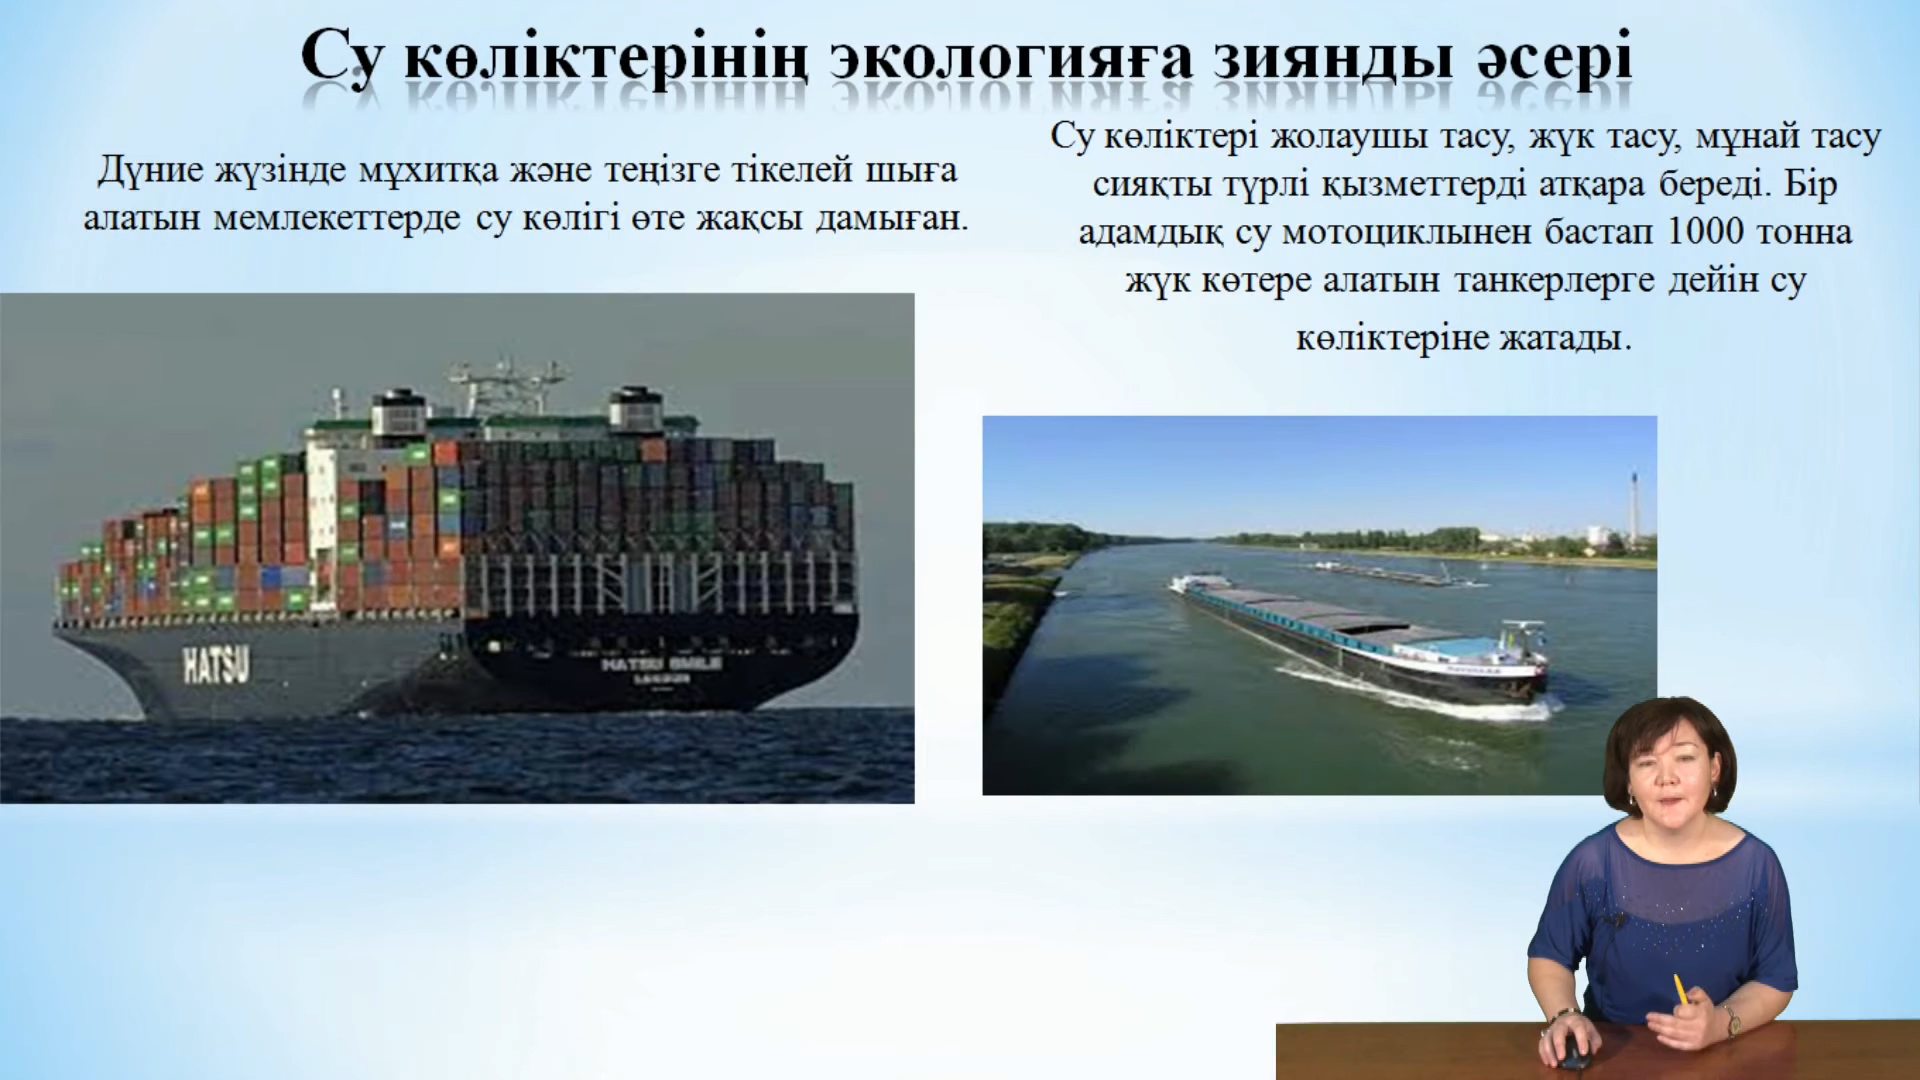 Су көліктерінің экологияға зиянды әсері
Дүние жүзінде мұхитқа және теңізге тікелей шыға
алатын мемлекеттерде су көлігі өте жақсы дамыған.
Су көліктері жолаушы тасу, жүк тасу, мұнай тасу
сияқты түрлі қызметтерді атқара береді. Бір
адамдық су мотоциклынен бастап 1000 тонна
жүк көтере алатын танкерлерге дейін су
көліктеріне жатады.
HATSU
HATSU SMILE